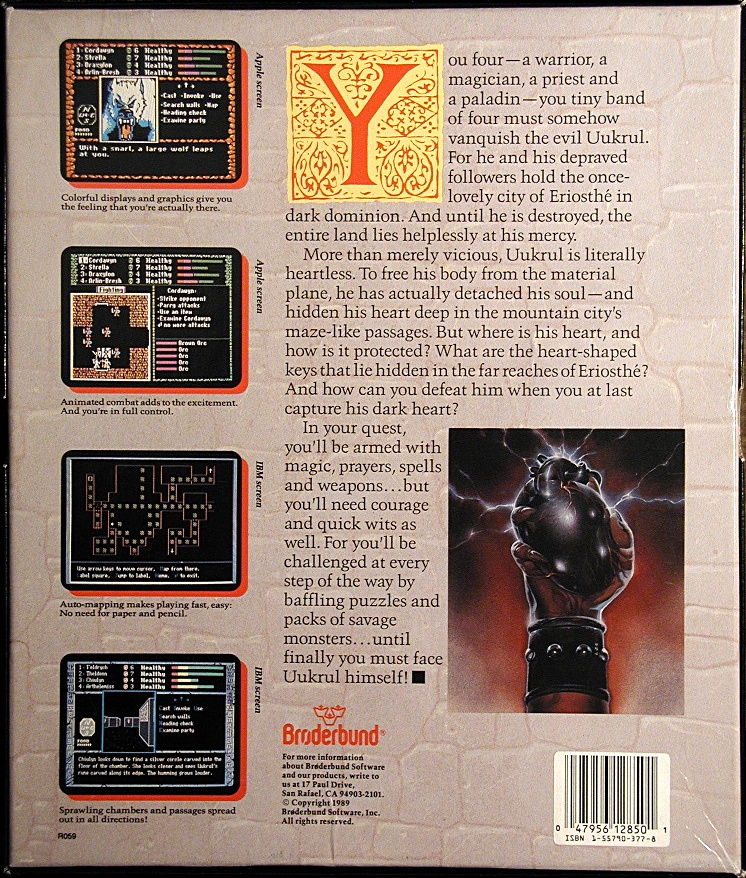 1- Cordawyn 6 Healthy
2- Strella 7 Healthy
3- Draxylon 4 Healthy
4- Arlin-Bresh 3 Healthy
-Cast -Invoke -Use
-Search walls -Map
-Heading check
-Examine party
N
W E
S
FOOD
With a snarl, a large wolf leaps
at you.
Apple screen
Colorful displays and graphics give you
the feeling that you're actually there.
1 Cordawyn 6 Healthy
2- Strella 7 Healthy
3- Draxylon 4 Healthy
4- Arlin-Bresh 3 Healthy
Fighting
Cordawyn:
-Strike opponent
-Parry attacks
-Use an item
-Examine Cordawyn
no more attacks
Brown Orc
Orc
Orc
Orc
Orc
Apple screen
Animated combat adds to the excitement.
And you're in full control.
Use arrow keys to move cursor, Map from there,
Label square, Jump to label, Home, to exit.
IBM screen
Auto-mapping makes playing fast, easy:
No need for paper and pencil.
1 - Feldryn 6 Healthy
2 - Theldonn 7 Healthy
3 - Chiulyn 4 Healthy
4 - Arthelemiss 3 Healthy
Cast Invoke Use
Search walls
Heading check
Examine party
FOOD
Chiulyn looks down to find a silver circle carved into the
floor of the chamber. She looks closer and sees Uukrul's
rune carved along its edge. The humming grows louder.
IBM screen
Sprawling chambers and passages spread
out in all directions!
R059
You four—a warrior, a
magician, a priest and
a paladin—you tiny band
of four must somehow
vanquish the evil Uukrul.
For he and his depraved
followers hold the once-
lovely city of Eriosthé in
dark dominion. And until he is destroyed, the
entire land lies helplessly at his mercy.
More than merely vicious, Uukrul is literally
heartless. To free his body from the material
plane, he has actually detached his soul—and
hidden his heart deep in the mountain city's
maze-like passages. But where is his heart, and
how is it protected? What are the heart-shaped
keys that lie hidden in the far reaches of Eriosthé?
And how can you defeat him when you at last
capture his dark heart?
In your quest,
you'll be armed with
magic, prayers, spells
and weapons...but
you'll need courage
and quick wits as
well. For you'll be
challenged at every
step of the way by
baffling puzzles and
packs of savage
monsters...until
finally you must face
Uukrul himself! ■
Brøderbund®
For more information
about Brøderbund Software
and our products, write to
us at 17 Paul Drive,
San Rafael, CA 94903-2101.
© Copyright 1989
Brøderbund Software, Inc.
All rights reserved.
0 47956 12850 1
ISBN 1-55790-377-8